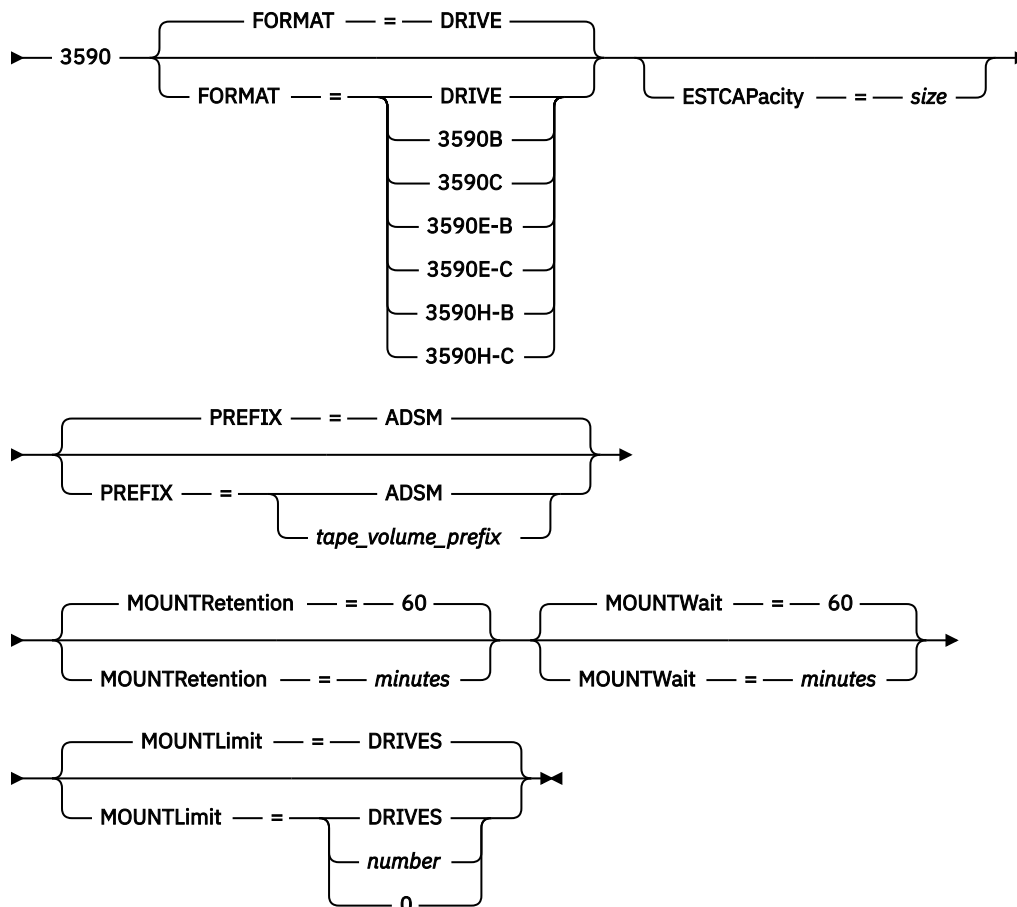 FORMAT = DRIVE
3590
FORMAT = DRIVE
ESTCAPacity = size
3590B
3590C
3590E-B
3590E-C
3590H-B
3590H-C
PREFIX = ADSM
PREFIX = ADSM
tape_volume_prefix
MOUNTRetention = 60 MOUNTWait = 60
MOUNTRetention = minutes MOUNTWait = minutes
MOUNTLimit = DRIVES
MOUNTLimit = DRIVES
number
0